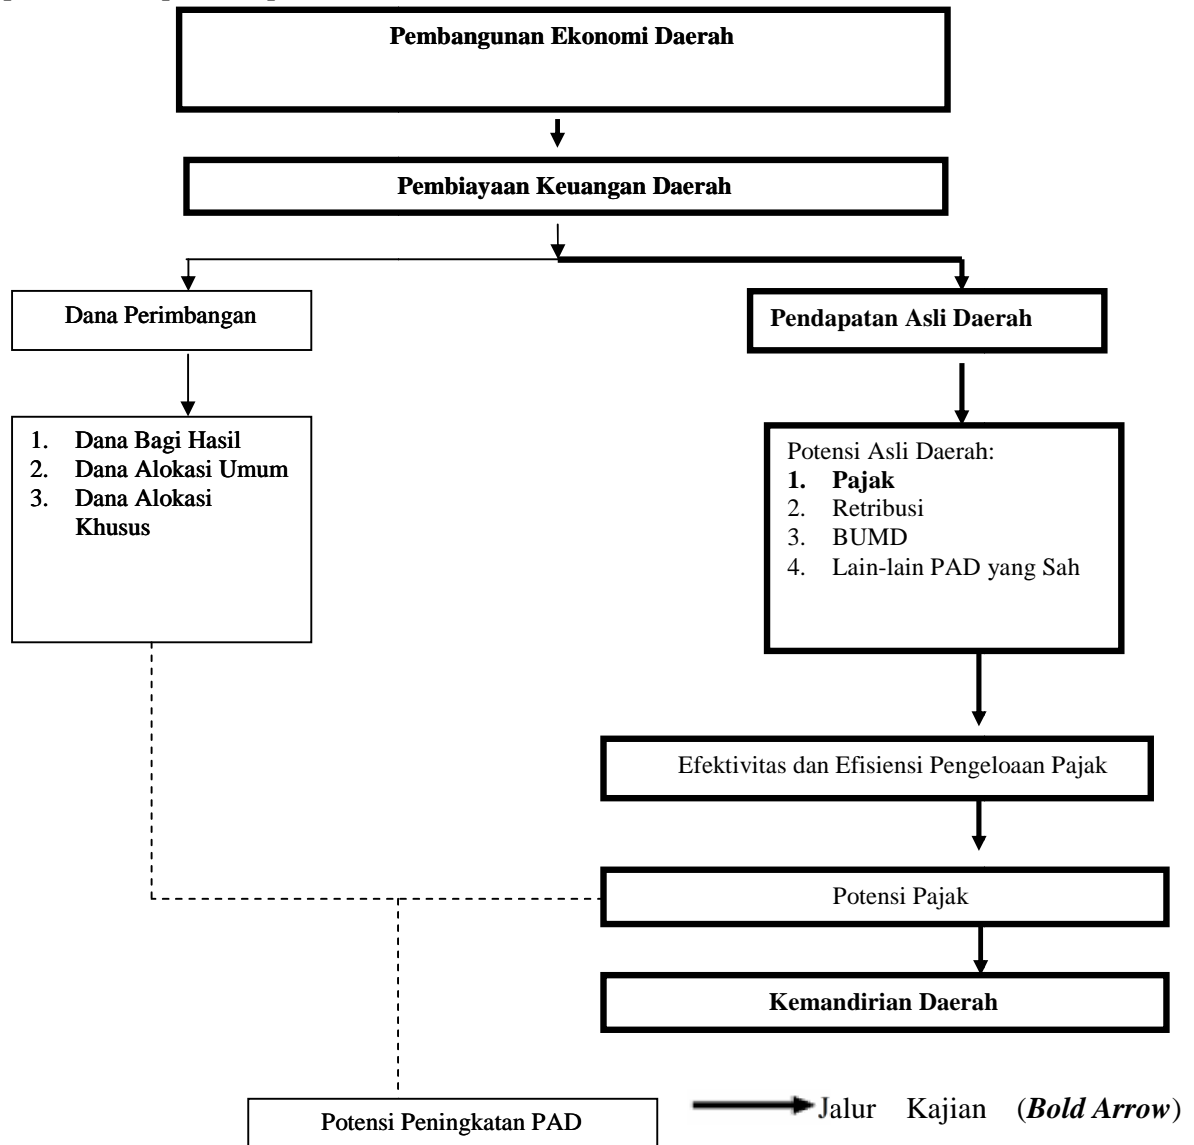 Pembangunan Ekonomi Daerah
Pembiayaan Keuangan Daerah
Dana Perimbangan
Pendapatan Asli Daerah
1. Dana Bagi Hasil
2. Dana Alokasi Umum
3. Dana Alokasi
Khusus
Potensi Asli Daerah:
1. Pajak
2. Retribusi
3. BUMD
4. Lain-lain PAD yang Sah
Efektivitas dan Efisiensi Pengeloaan Pajak
Potensi Pajak
Kemandirian Daerah
Potensi Peningkatan PAD
Jalur Kajian (Bold Arrow)